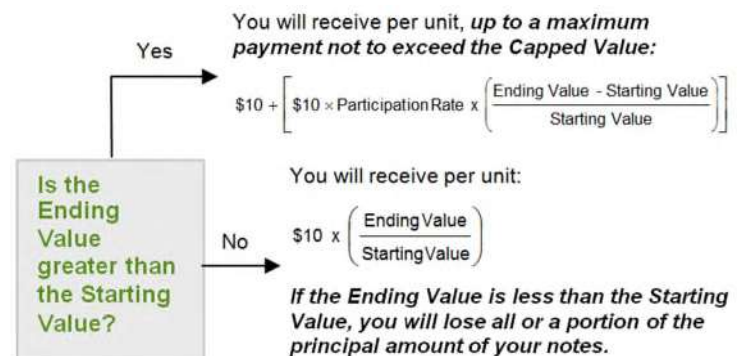 You will receive per unit, up to a maximum
payment not to exceed the Capped Value:
Yes
$10 + [ $10 × Participation Rate x ( Ending Value - Starting Value / Starting Value ) ]
Is the
Ending
Value
greater than
the Starting
Value?
No
You will receive per unit:
$10 x ( Ending Value / Starting Value )
If the Ending Value is less than the Starting
Value, you will lose all or a portion of the
principal amount of your notes.